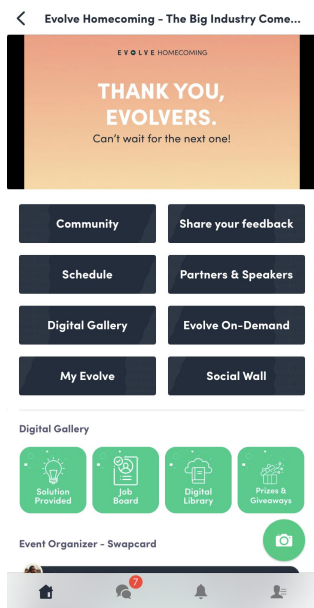 Evolve Homecoming - The Big Industry Come...
EVOLVE HOMECOMING
THANK YOU,
EVOLVERS.
Can't wait for the next one!
Community
Share your feedback
Schedule
Partners & Speakers
Digital Gallery
Evolve On-Demand
My Evolve
Social Wall
Digital Gallery
Solution
Provided
Job
Board
Digital
Library
Prizes &
Giveaways
Event Organizer - Swapcard
7